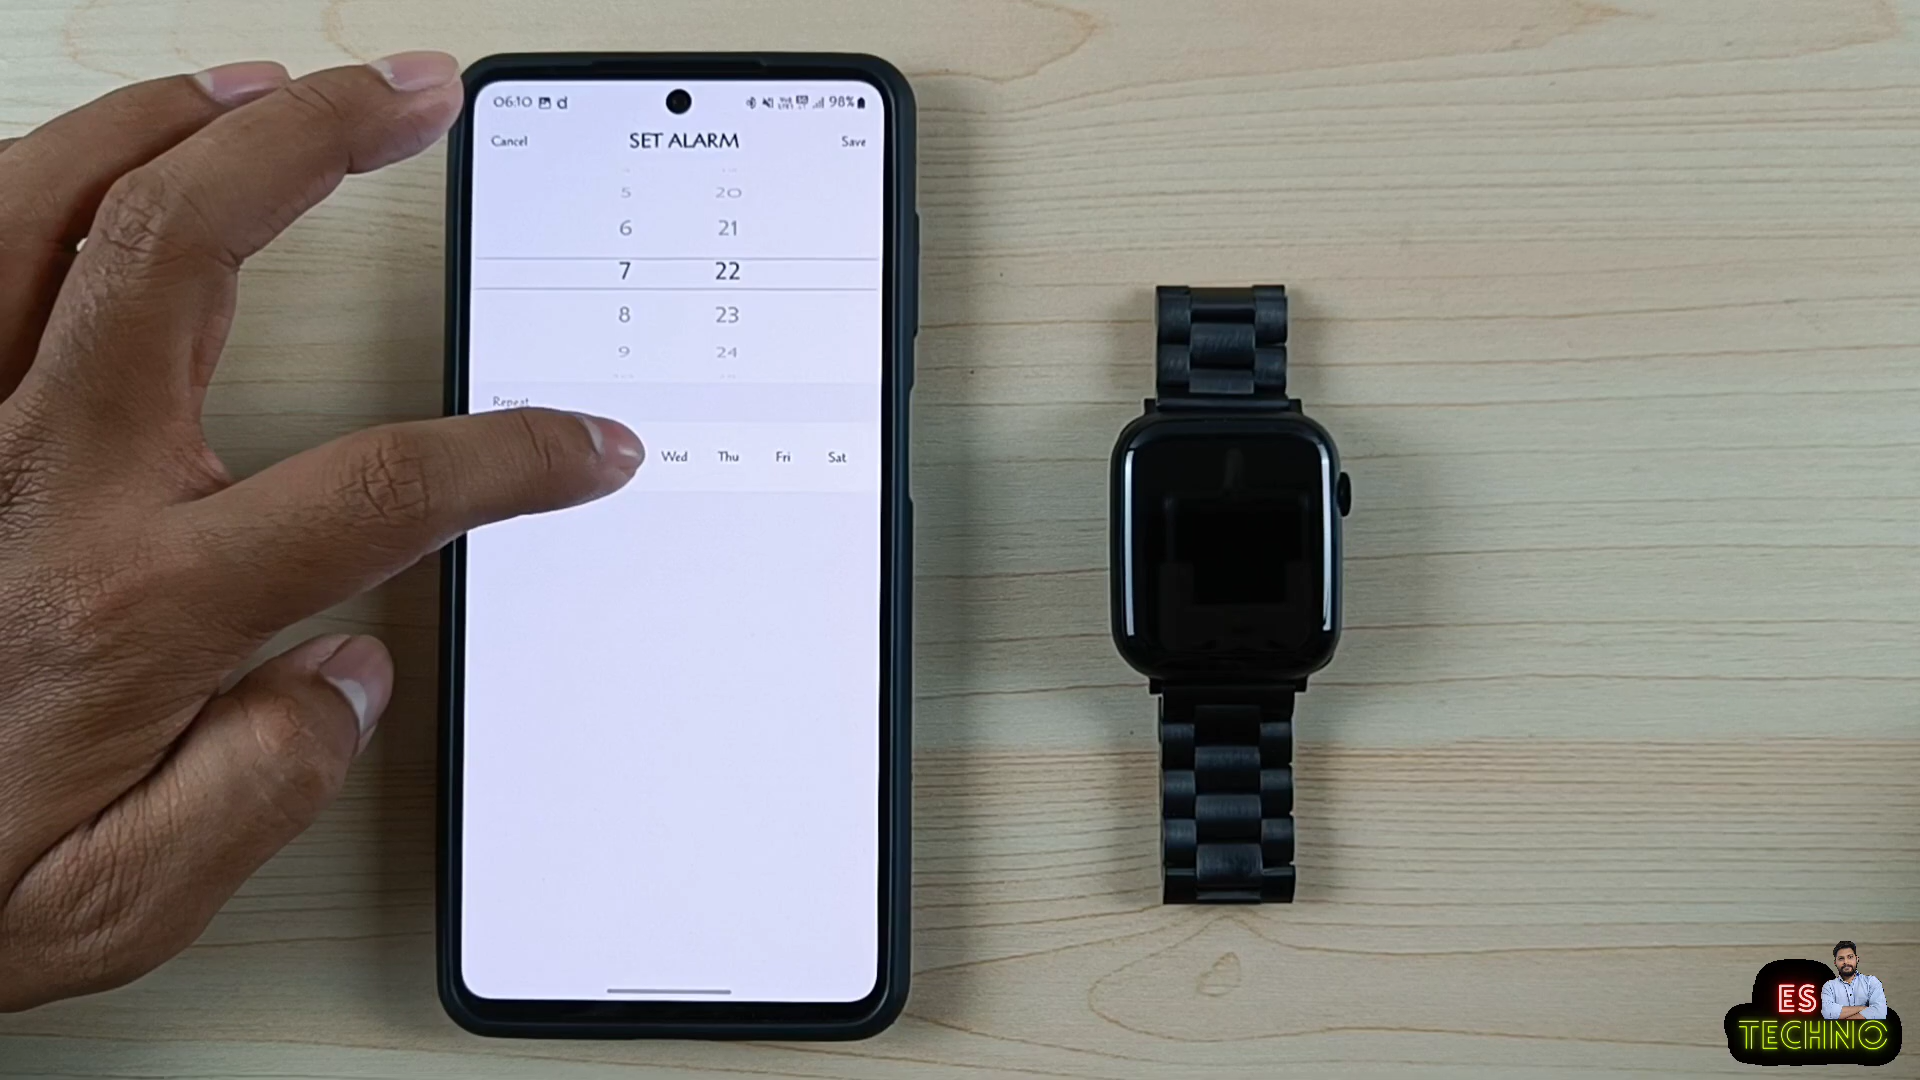 06:10 d 98%
Cancel SET ALARM Save
5 20
6 21
7 22
8 23
9 24
Repeat
Wed Thu Fri Sat
ES
TECHNO